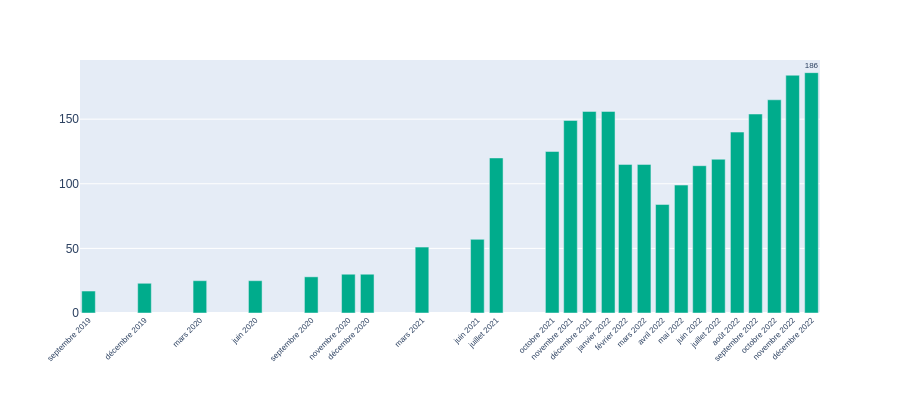 186
150
100
50
0
septembre 2019
décembre 2019
mars 2020
juin 2020
septembre 2020
novembre 2020
décembre 2020
mars 2021
juin 2021
juillet 2021
octobre 2021
novembre 2021
décembre 2021
janvier 2022
février 2022
mars 2022
avril 2022
mai 2022
juin 2022
juillet 2022
août 2022
septembre 2022
octobre 2022
novembre 2022
décembre 2022